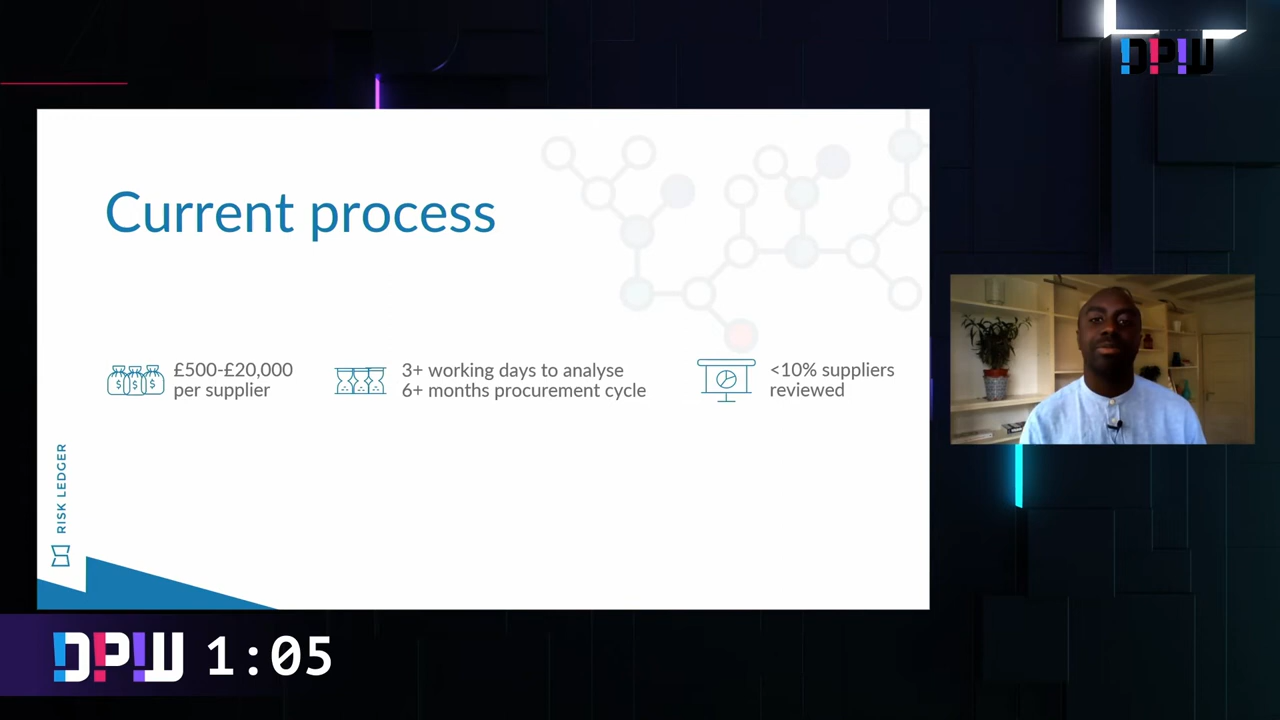 DPW
Current process
£500-£20,000
per supplier
3+ working days to analyse
6+ months procurement cycle
<10% suppliers
reviewed
RISK LEDGER
DPW 1:05